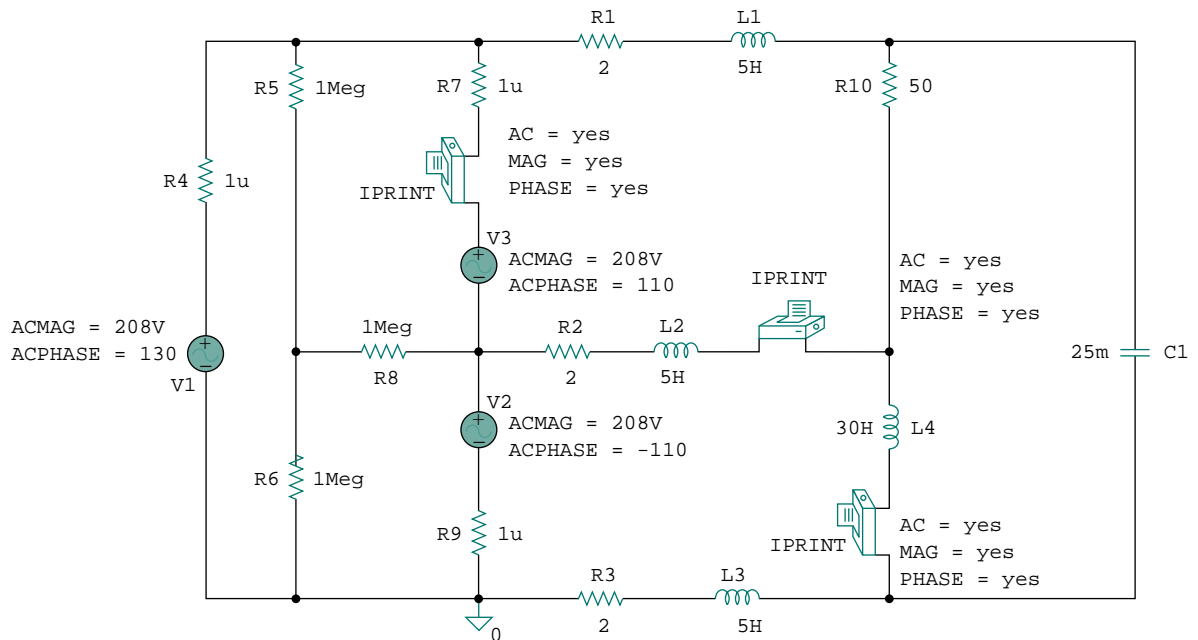 R1
L1
2
5H
R5
1Meg
R7
1u
R10
50
AC = yes
MAG = yes
PHASE = yes
IPRINT
R4
1u
V3
ACMAG = 208V
ACPHASE = 110
IPRINT
AC = yes
MAG = yes
PHASE = yes
ACMAG = 208V
ACPHASE = 130
V1
1Meg
R8
R2
2
L2
5H
25m
C1
V2
ACMAG = 208V
ACPHASE = -110
30H
L4
R6
1Meg
R9
1u
IPRINT
AC = yes
MAG = yes
PHASE = yes
R3
L3
0
2
5H